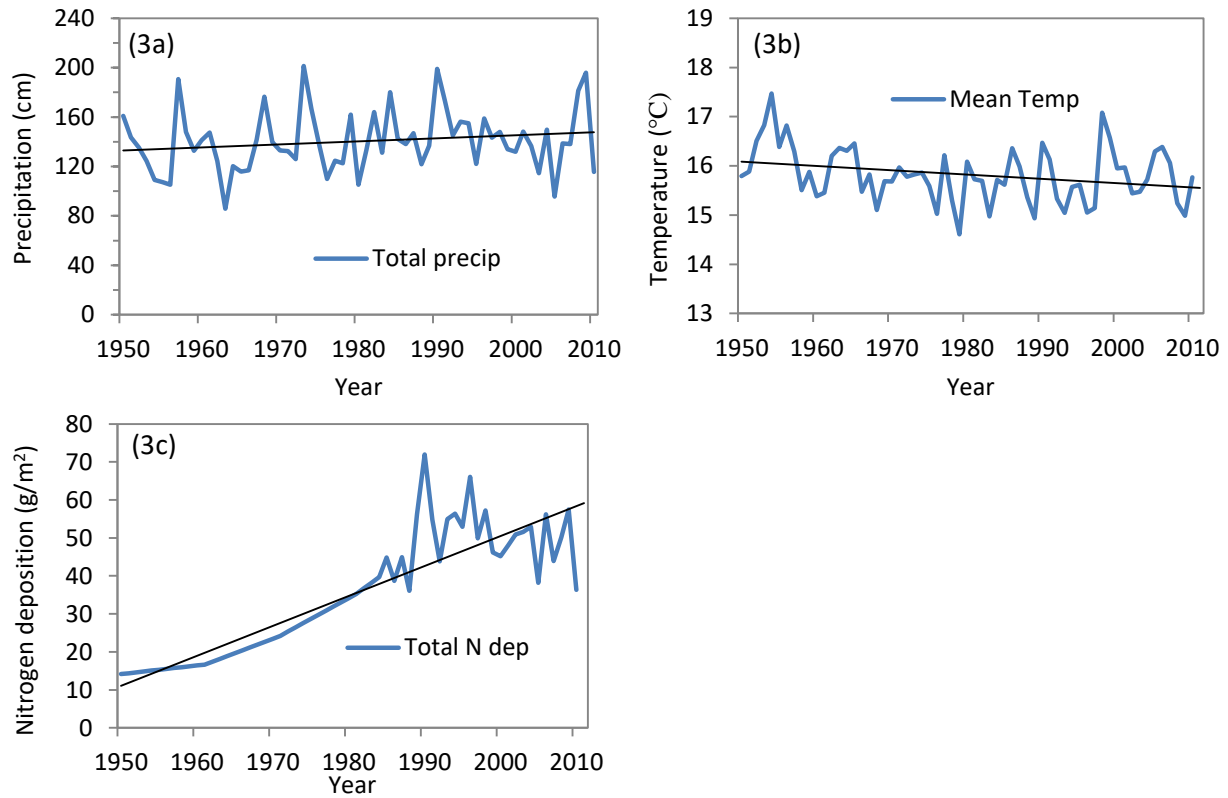 (3a)
Precipitation (cm)
240
200
160
120
80
40
0
Total precip
1950 1960 1970 1980 1990 2000 2010
Year
(3b)
Temperature (°C)
19
18
17
16
15
14
13
Mean Temp
1950 1960 1970 1980 1990 2000 2010
Year
(3c)
Nitrogen deposition (g/m²)
80
70
60
50
40
30
20
10
0
Total N dep
1950 1960 1970 1980 1990 2000 2010
Year